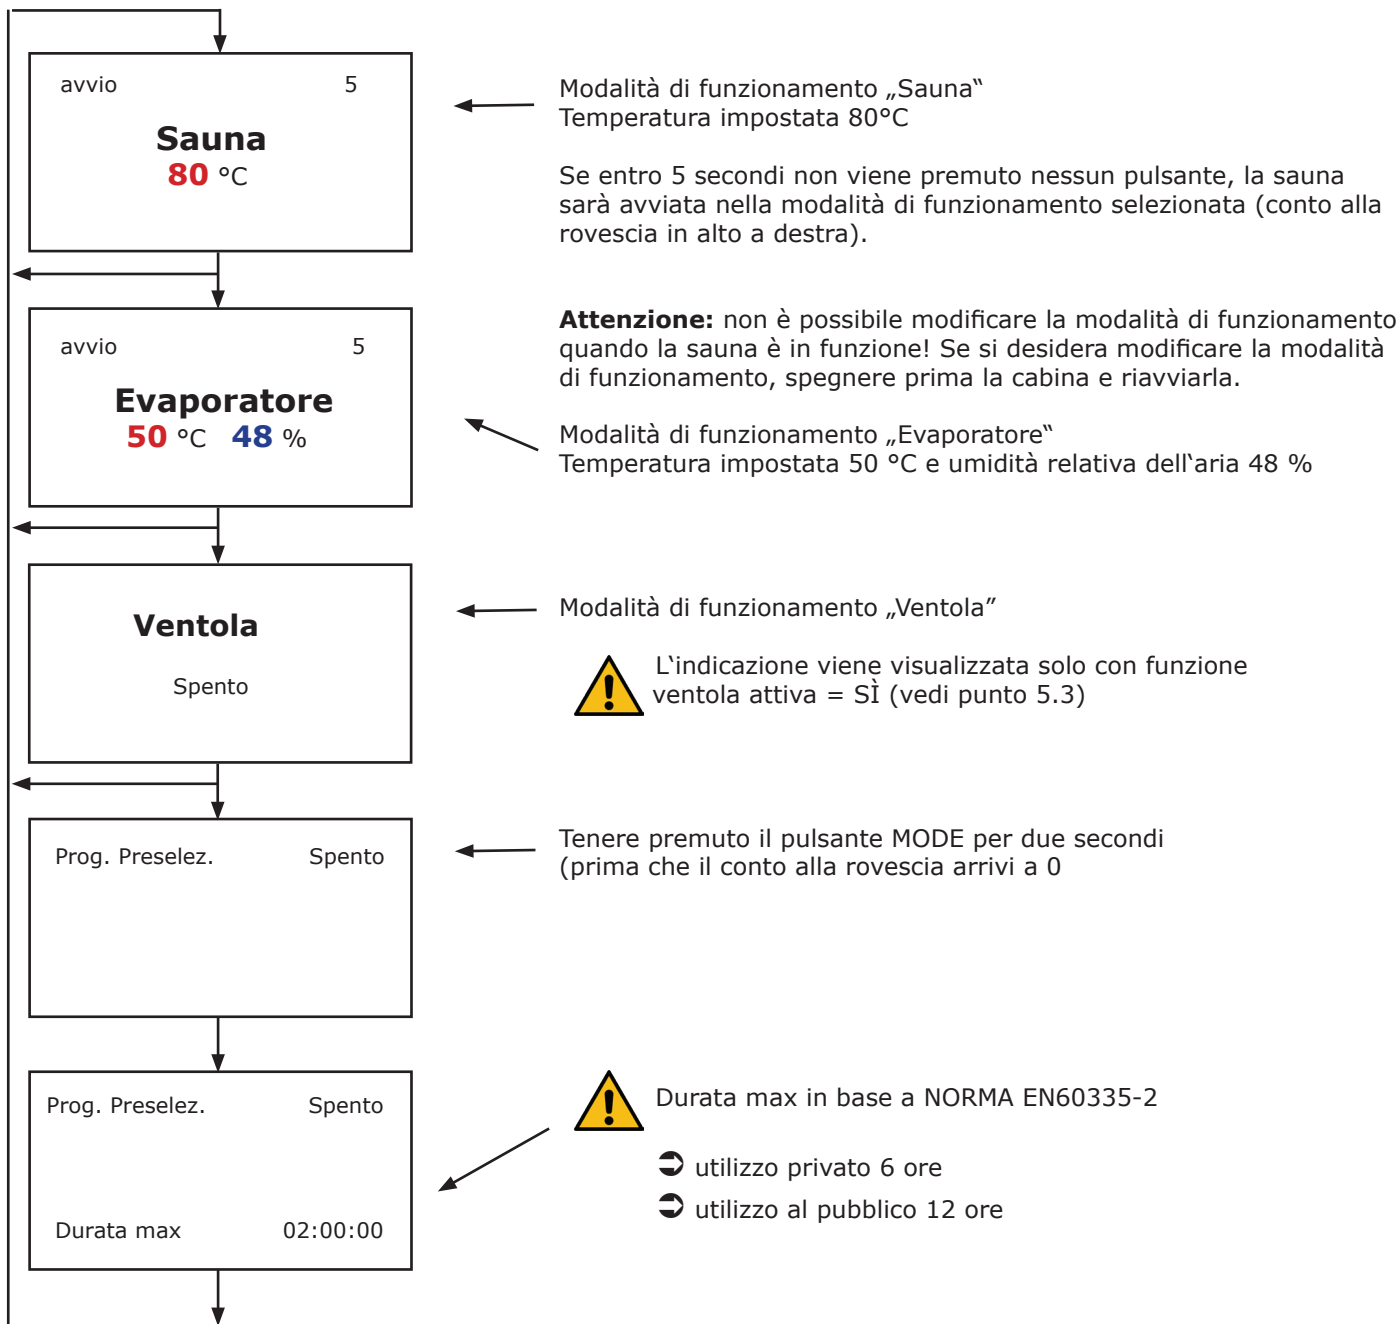 avvio 5
Sauna
80 °C
Modalità di funzionamento „Sauna‟
Temperatura impostata 80°C
Se entro 5 secondi non viene premuto nessun pulsante, la sauna
sarà avviata nella modalità di funzionamento selezionata (conto alla
rovescia in alto a destra).
Attenzione: non è possibile modificare la modalità di funzionamento
quando la sauna è in funzione! Se si desidera modificare la modalità
di funzionamento, spegnere prima la cabina e riavviarla.
avvio 5
Evaporatore
50 °C 48 %
Modalità di funzionamento „Evaporatore‟
Temperatura impostata 50 °C e umidità relativa dell‛aria 48 %
Ventola
Spento
Modalità di funzionamento „Ventola”
L‛indicazione viene visualizzata solo con funzione
ventola attiva = SÌ (vedi punto 5.3)
Prog. Preselez. Spento
Tenere premuto il pulsante MODE per due secondi
(prima che il conto alla rovescia arrivi a 0
Prog. Preselez. Spento
Durata max 02:00:00
Durata max in base a NORMA EN60335-2
➲ utilizzo privato 6 ore
➲ utilizzo al pubblico 12 ore